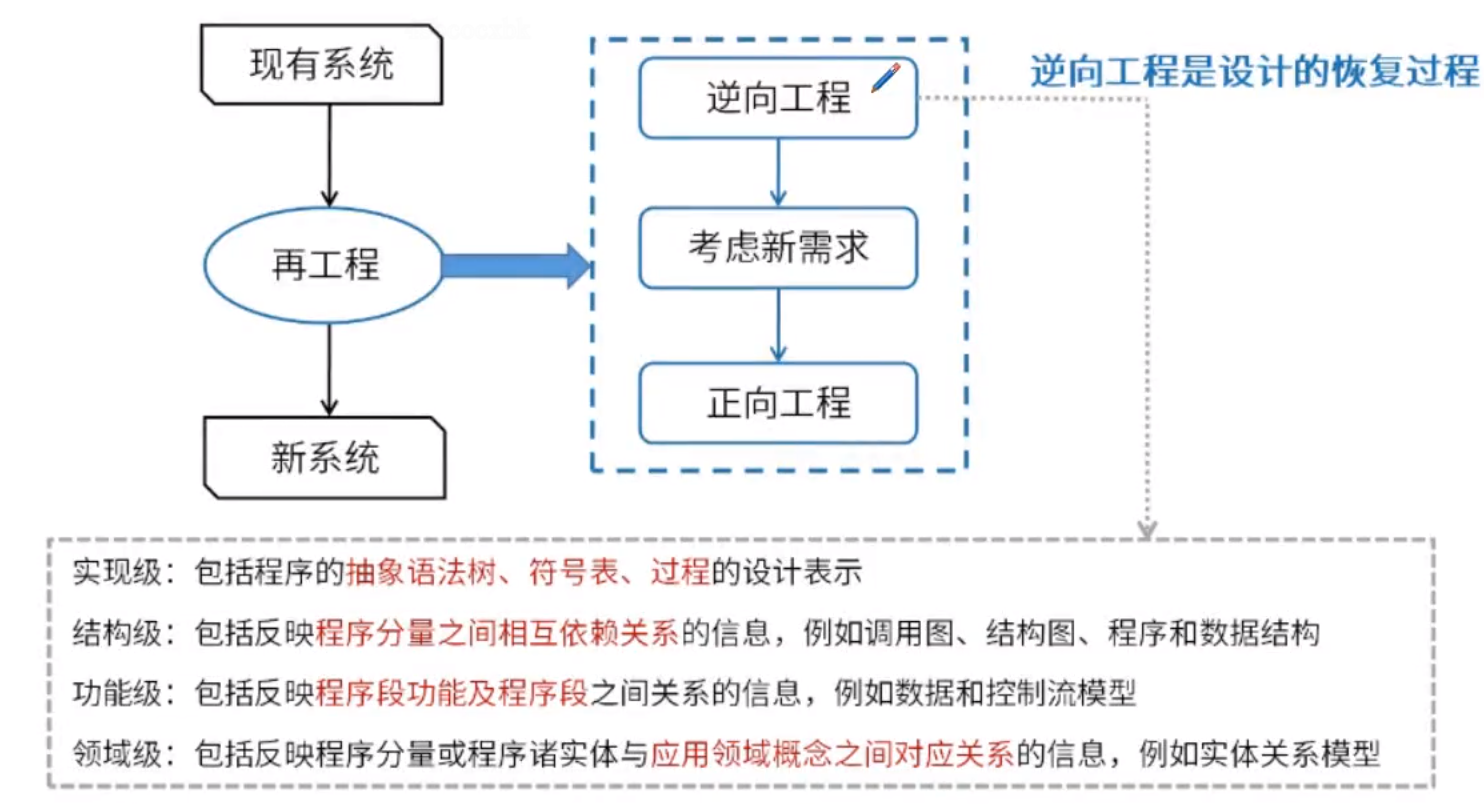 现有系统
再工程
新系统
逆向工程
考虑新需求
正向工程
逆向工程是设计的恢复过程
实现级：包括程序的抽象语法树、符号表、过程的设计表示
结构级：包括反映程序分量之间相互依赖关系的信息，例如调用图、结构图、程序和数据结构
功能级：包括反映程序段功能及程序段之间关系的信息，例如数据和控制流模型
领域级：包括反映程序分量或程序诸实体与应用领域概念之间对应关系的信息，例如实体关系模型